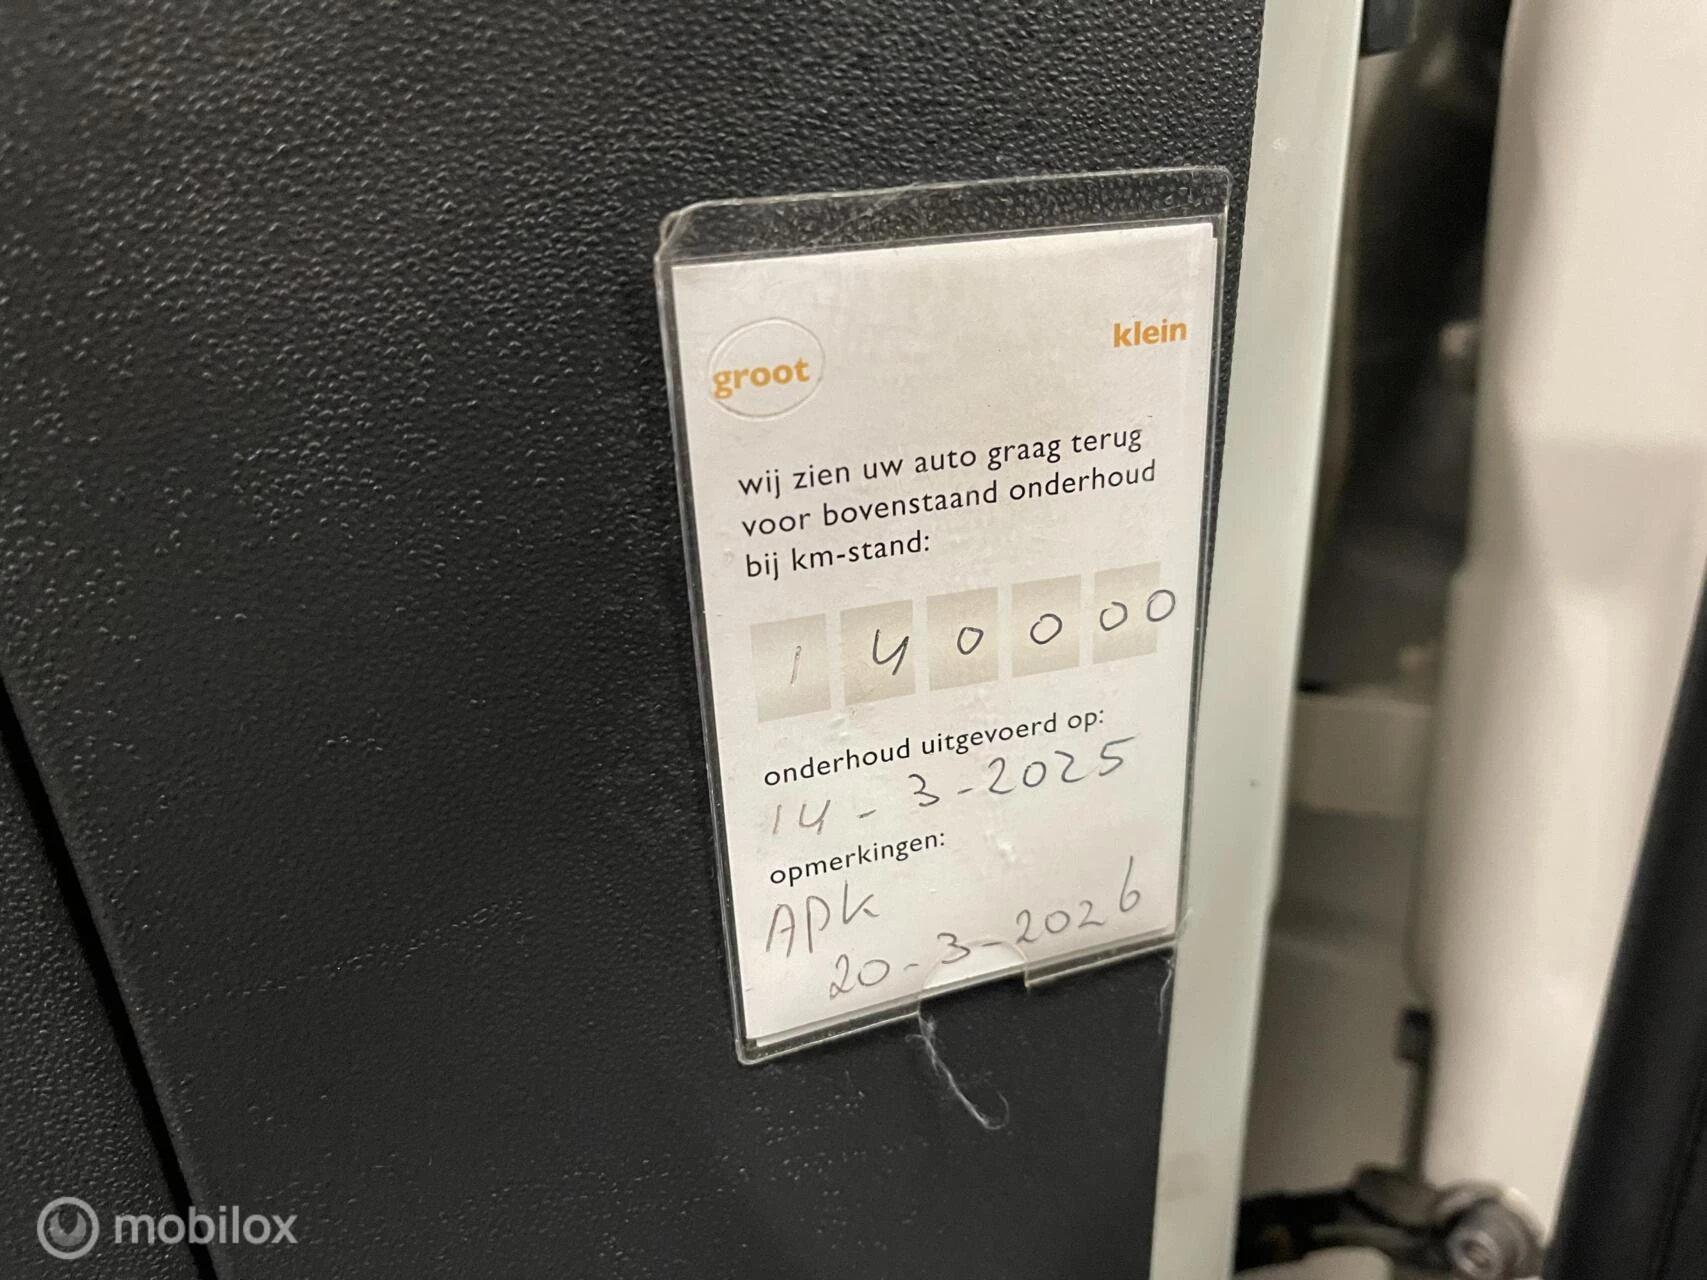 groot klein
wij zien uw auto graag terug
voor bovenstaand onderhoud
bij km-stand:
140000
onderhoud uitgevoerd op:
14-3-2025
opmerkingen:
APK
20-3-2026
mobilox